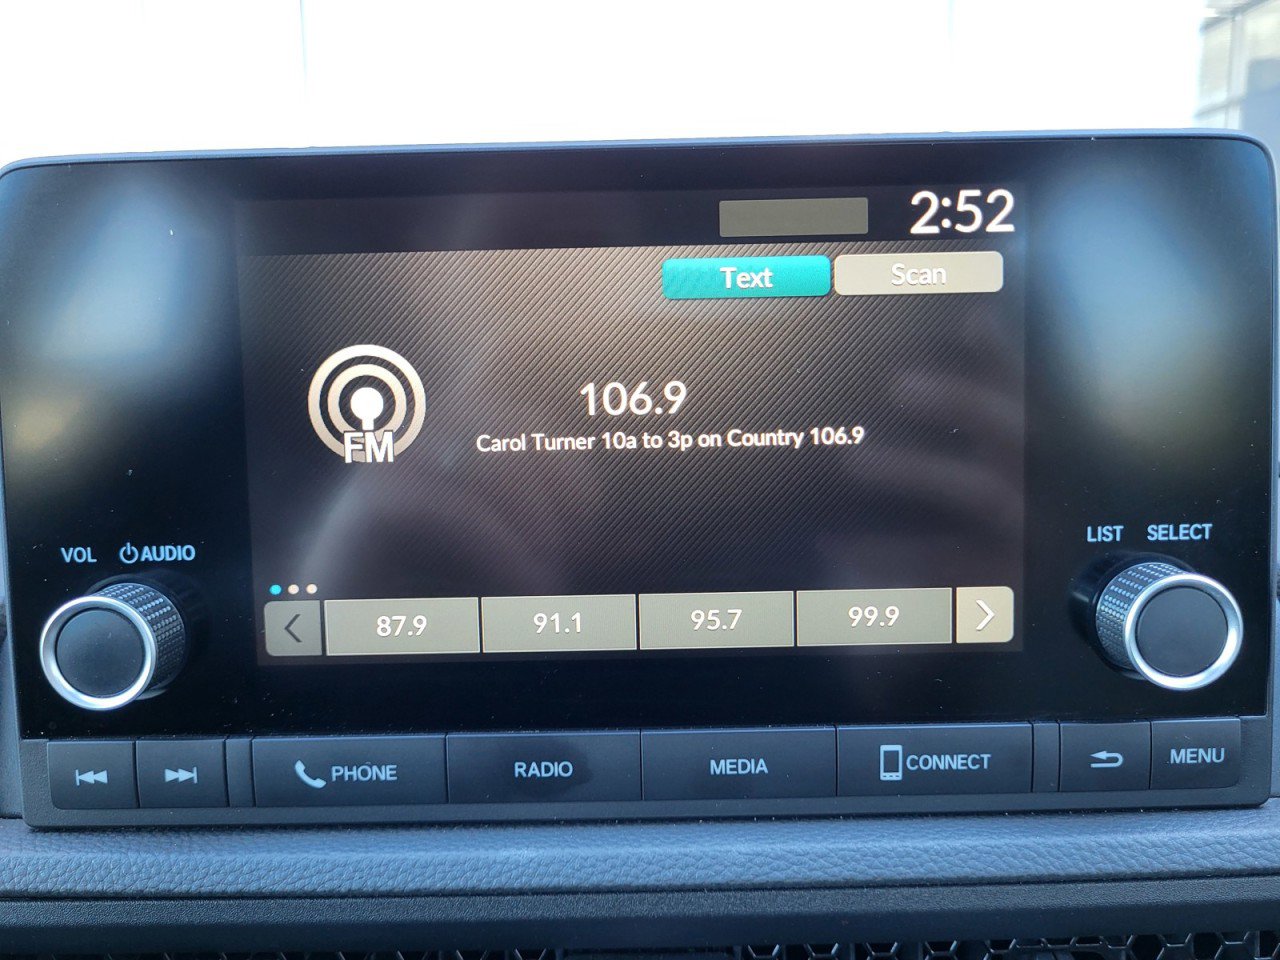 2:52
Text Scan
106.9
FM
Carol Turner 10a to 3p on Country 106.9
VOL AUDIO
LIST SELECT
87.9 91.1 95.7 99.9
PHONE RADIO MEDIA CONNECT MENU